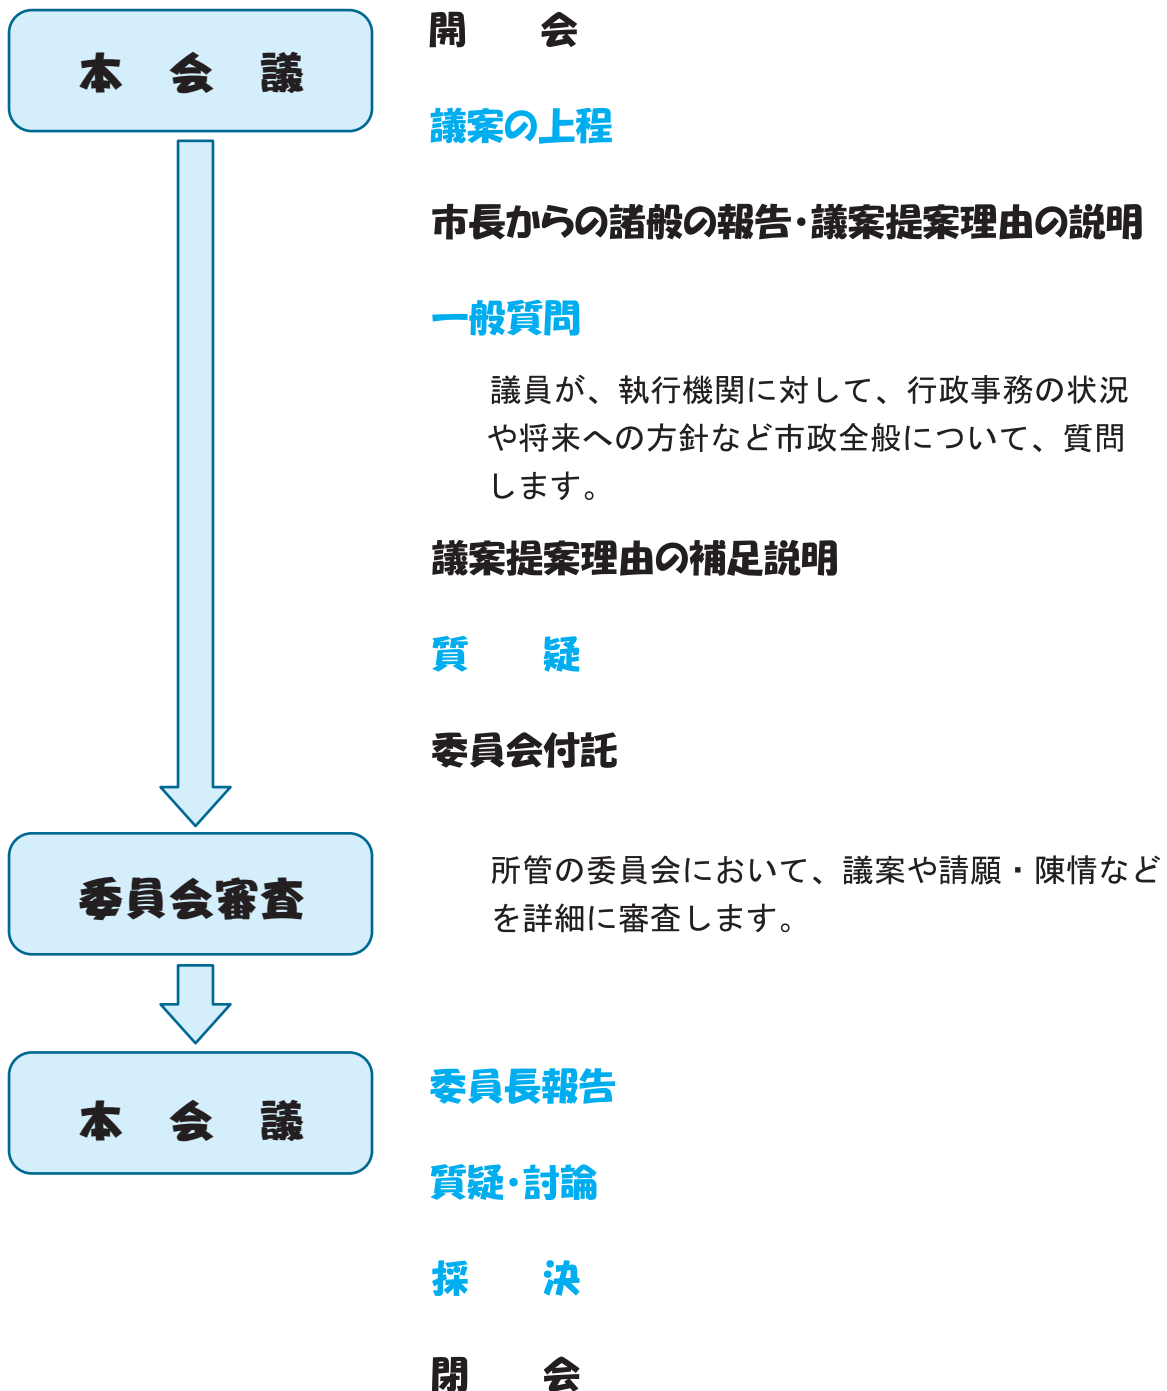 本　会　議
開　　会
議案の上程
市長からの諸般の報告・議案提案理由の説明
一般質問
議員が、執行機関に対して、行政事務の状況
や将来への方針など市政全般について、質問
します。
議案提案理由の補足説明
質　　疑
委員会付託
委員会審査
所管の委員会において、議案や請願・陳情など
を詳細に審査します。
本　会　議
委員長報告
質疑・討論
採　　決
閉　　会